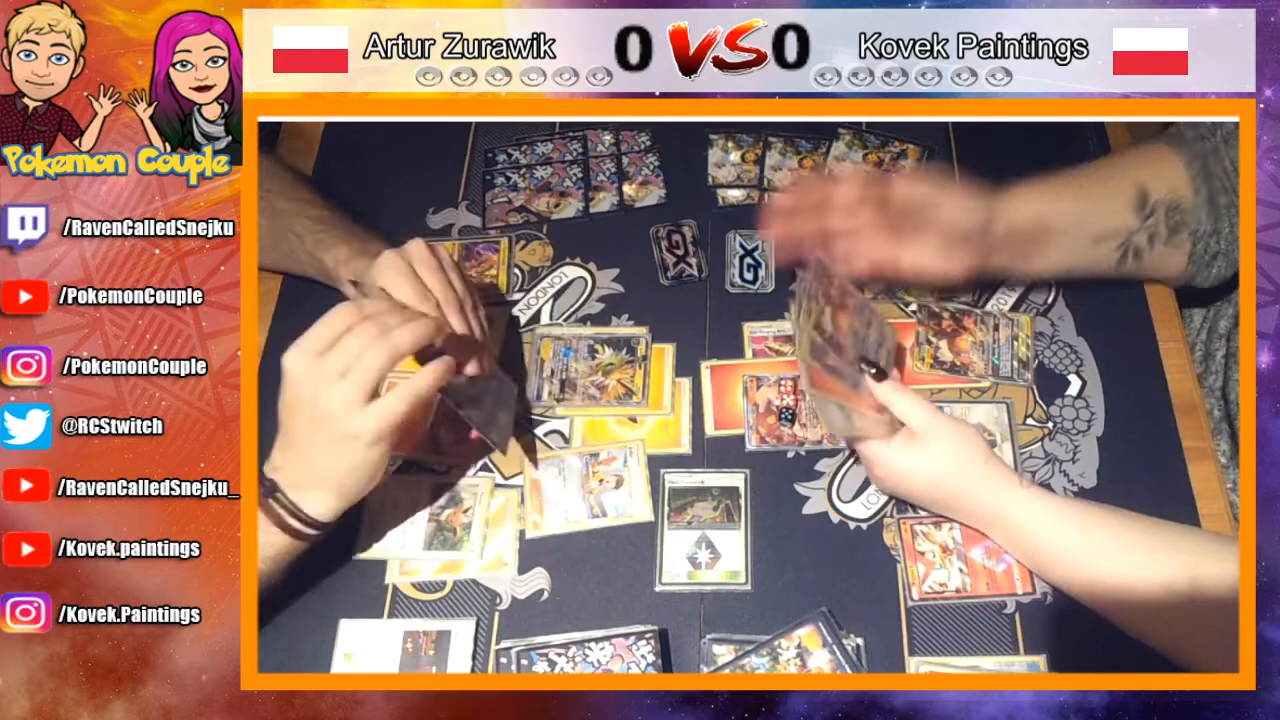 Artur Zurawik
0 VS 0
Kovek Paintings
Pokemon Couple
/RavenCalledSnejku
/PokemonCouple
/PokemonCouple
@RCStwitch
/RavenCalledSnejku_
/Kovek.paintings
/Kovek.Paintings
GX
GX
LONDON